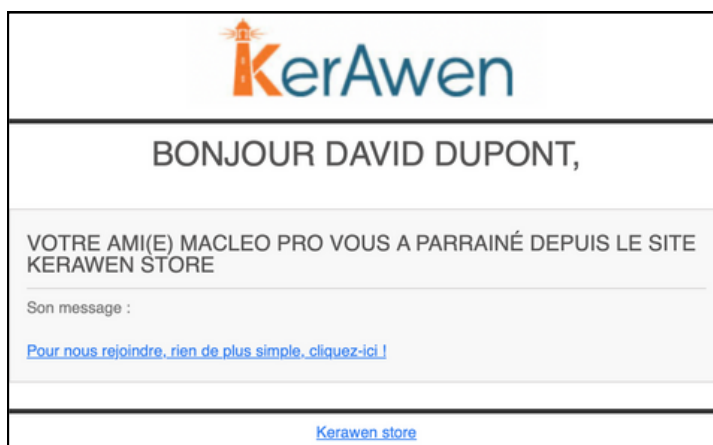 KerAwen
BONJOUR DAVID DUPONT,
VOTRE AMI(E) MACLEO PRO VOUS A PARRAINÉ DEPUIS LE SITE
KERAWEN STORE
Son message :
Pour nous rejoindre, rien de plus simple, cliquez-ici !
Kerawen store